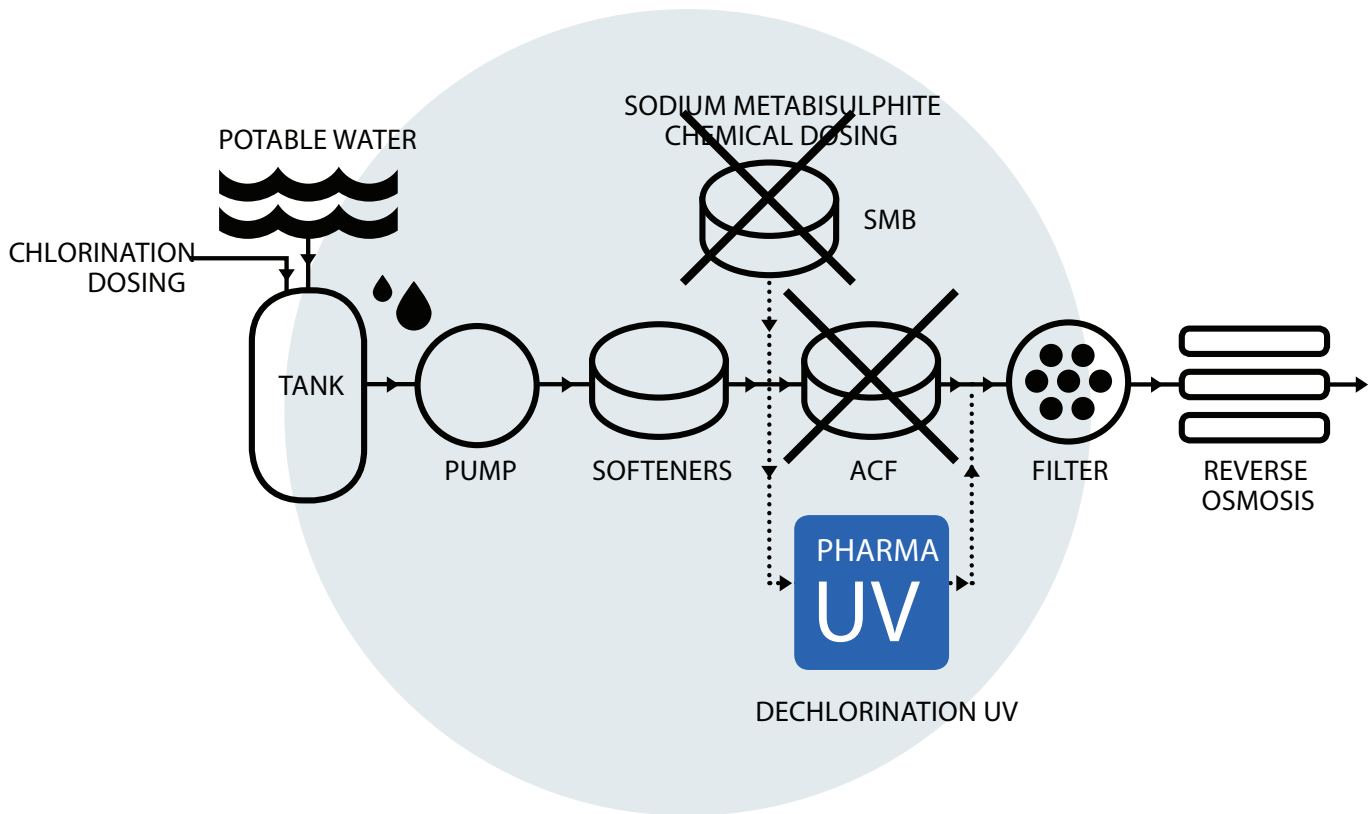 SODIUM METABISULPHITE
CHEMICAL DOSING
POTABLE WATER
SMB
CHLORINATION
DOSING
TANK
PUMP
SOFTENERS
ACF
FILTER
REVERSE
OSMOSIS
PHARMA
UV
DECHLORINATION UV